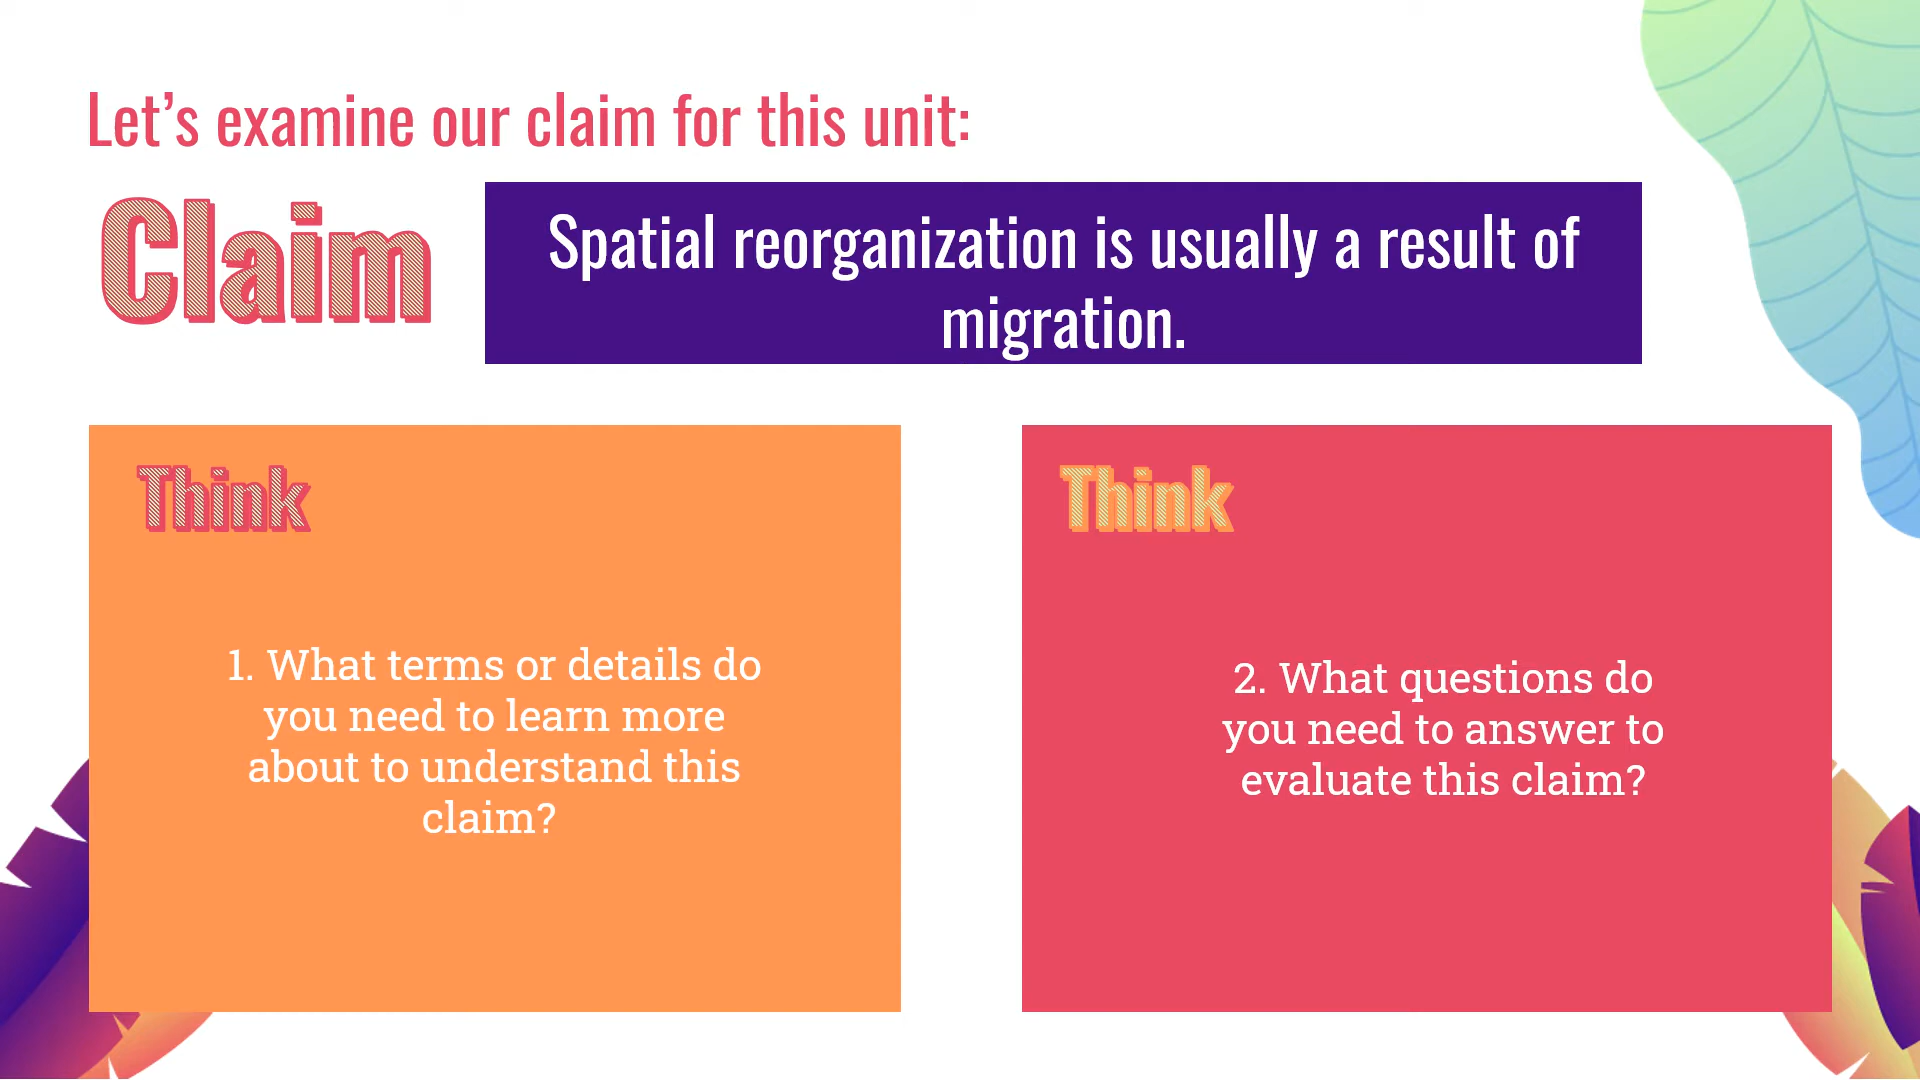 Let’s examine our claim for this unit:
Claim
Spatial reorganization is usually a result of
migration.
Think
1. What terms or details do
you need to learn more
about to understand this
claim?
Think
2. What questions do
you need to answer to
evaluate this claim?